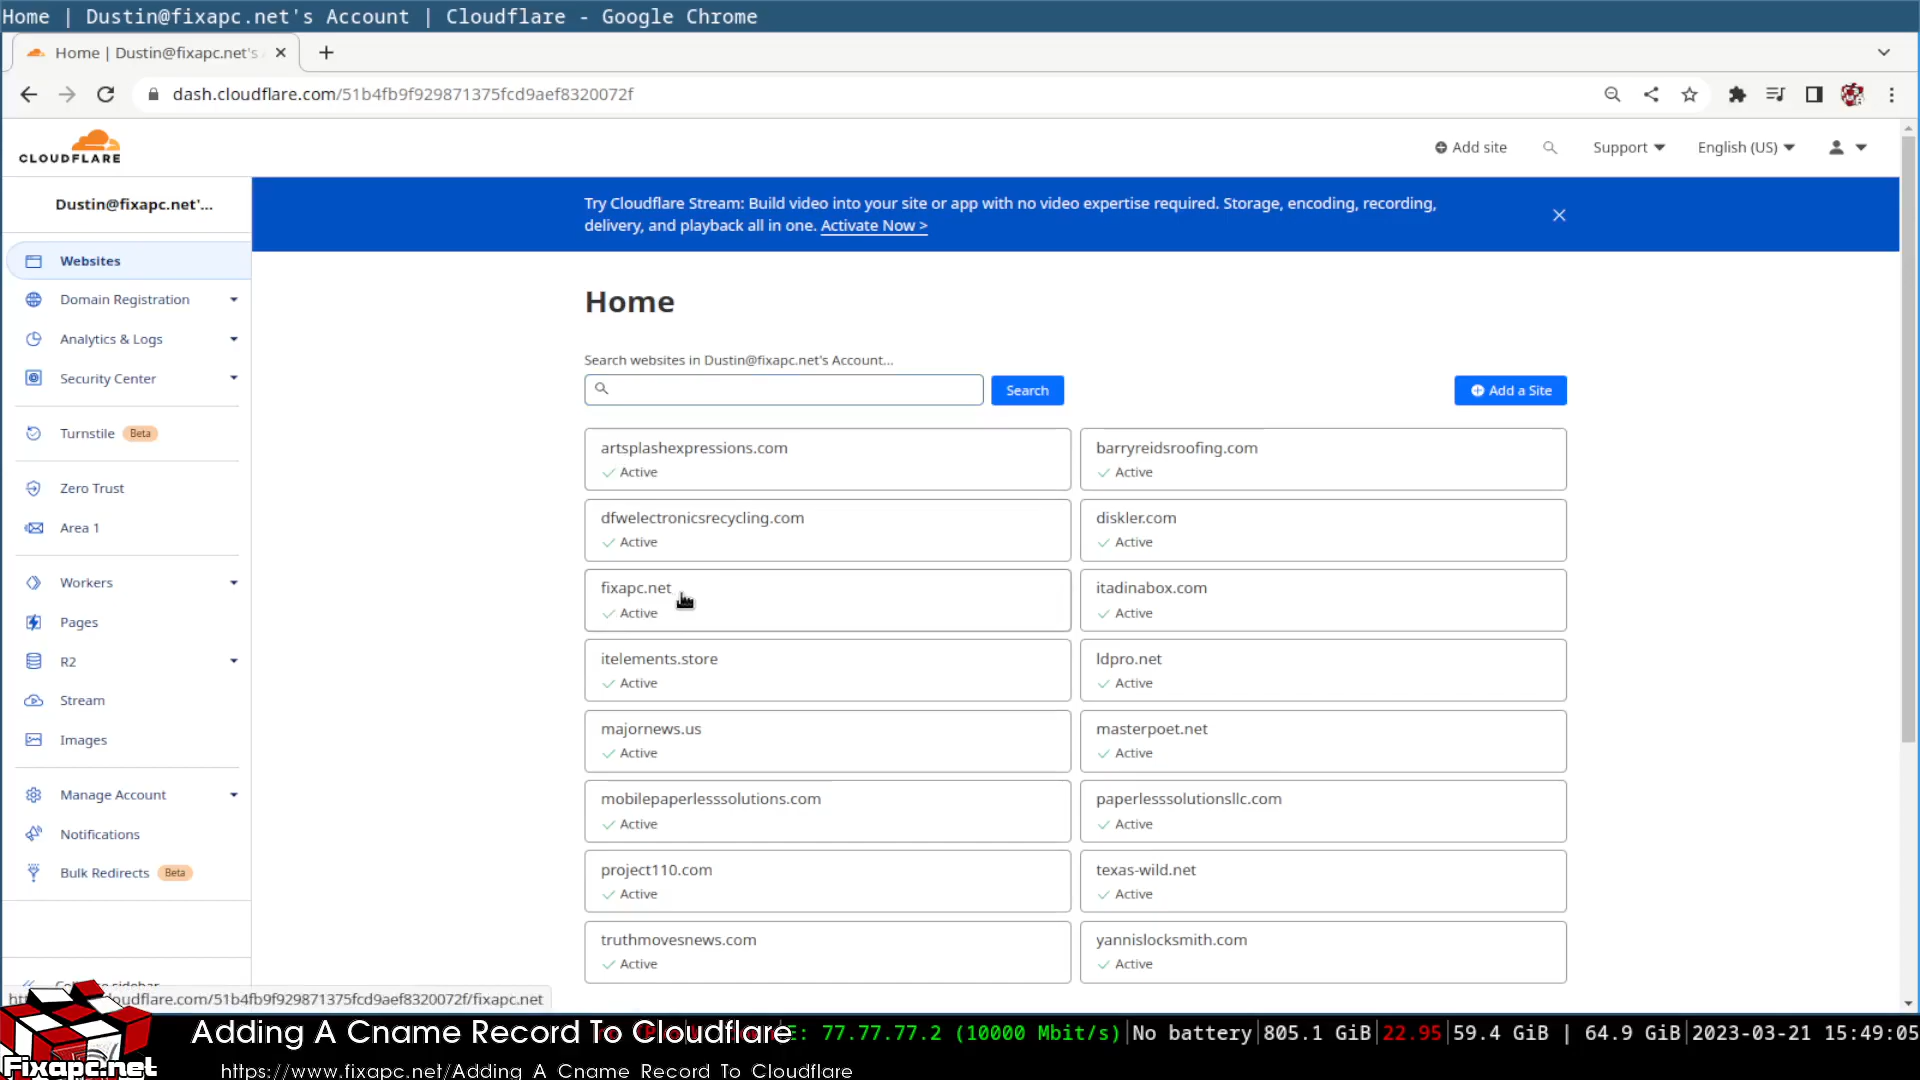 Home | Dustin@fixapc.net's Account | Cloudflare - Google Chrome
Home | Dustin@fixapc.net's
dash.cloudflare.com/51b4fb9f929871375fcd9aef8320072f
CLOUDFLARE
Add site
Support
English (US)
Dustin@fixapc.net'...
Try Cloudflare Stream: Build video into your site or app with no video expertise required. Storage, encoding, recording,
delivery, and playback all in one. Activate Now >
Websites
Domain Registration
Analytics & Logs
Security Center
Turnstile Beta
Zero Trust
Area 1
Workers
Pages
R2
Stream
Images
Manage Account
Notifications
Bulk Redirects Beta
Home
Search websites in Dustin@fixapc.net's Account...
Search
Add a Site
artsplashexpressions.com
Active
barryreidsroofing.com
Active
dfwelectronicsrecycling.com
Active
diskler.com
Active
fixapc.net
Active
itadinabox.com
Active
itelements.store
Active
ldpro.net
Active
majornews.us
Active
masterpoet.net
Active
mobilepaperlesssolutions.com
Active
paperlesssolutionsllc.com
Active
project110.com
Active
texas-wild.net
Active
truthmovesnews.com
Active
yannislocksmith.com
Active
sidebar
oudflare.com/51b4fb9f929871375fcd9aef8320072f/fixapc.net
Adding A Cname Record To Cloudflare
E: 77.77.77.2 (10000 Mbit/s)|No battery|805.1 GiB|22.95|59.4 GiB | 64.9 GiB|2023-03-21 15:49:05
Fixapc.net
https://www.fixapc.net/Adding A Cname Record To Cloudflare